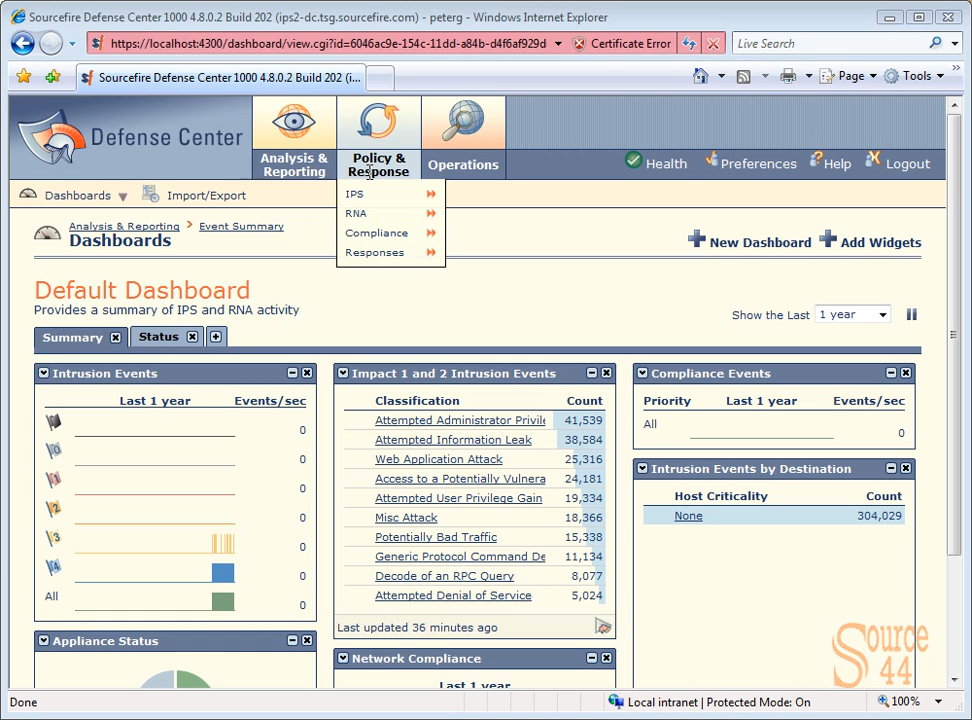 Sourcefire Defense Center 1000 4.8.0.2 Build 202 (ips2-dc.tsg.sourcefire.com) - peterg - Windows Internet Explorer
https://localhost:4300/dashboard/view.cgi?id=6046ac9e-154c-11dd-a84b-d4f6af929d
Certificate Error
Live Search
Sourcefire Defense Center 1000 4.8.0.2 Build 202 (i...
Page
Tools
Defense Center
Analysis & Reporting
Policy & Response
Operations
Health
Preferences
Help
Logout
Dashboards
Import/Export
IPS
RNA
Compliance
Responses
Analysis & Reporting
Event Summary
Dashboards
New Dashboard
Add Widgets
Default Dashboard
Provides a summary of IPS and RNA activity
Show the Last
1 year
Summary
Status
Intrusion Events
Last 1 year Events/sec
0
0
0
2 0
3 0
4 0
All 0
Appliance Status
Impact 1 and 2 Intrusion Events
Classification Count
Attempted Administrator Privile 41,539
Attempted Information Leak 38,584
Web Application Attack 25,316
Access to a Potentially Vulnera 24,181
Attempted User Privilege Gain 19,334
Misc Attack 18,366
Potentially Bad Traffic 15,338
Generic Protocol Command De 11,134
Decode of an RPC Query 8,077
Attempted Denial of Service 5,024
Last updated 36 minutes ago
Network Compliance
Last 1 year
Compliance Events
Priority Last 1 year Events/sec
All 0
Intrusion Events by Destination
Host Criticality Count
None 304,029
Source
44
Done
Local intranet | Protected Mode: On
100%